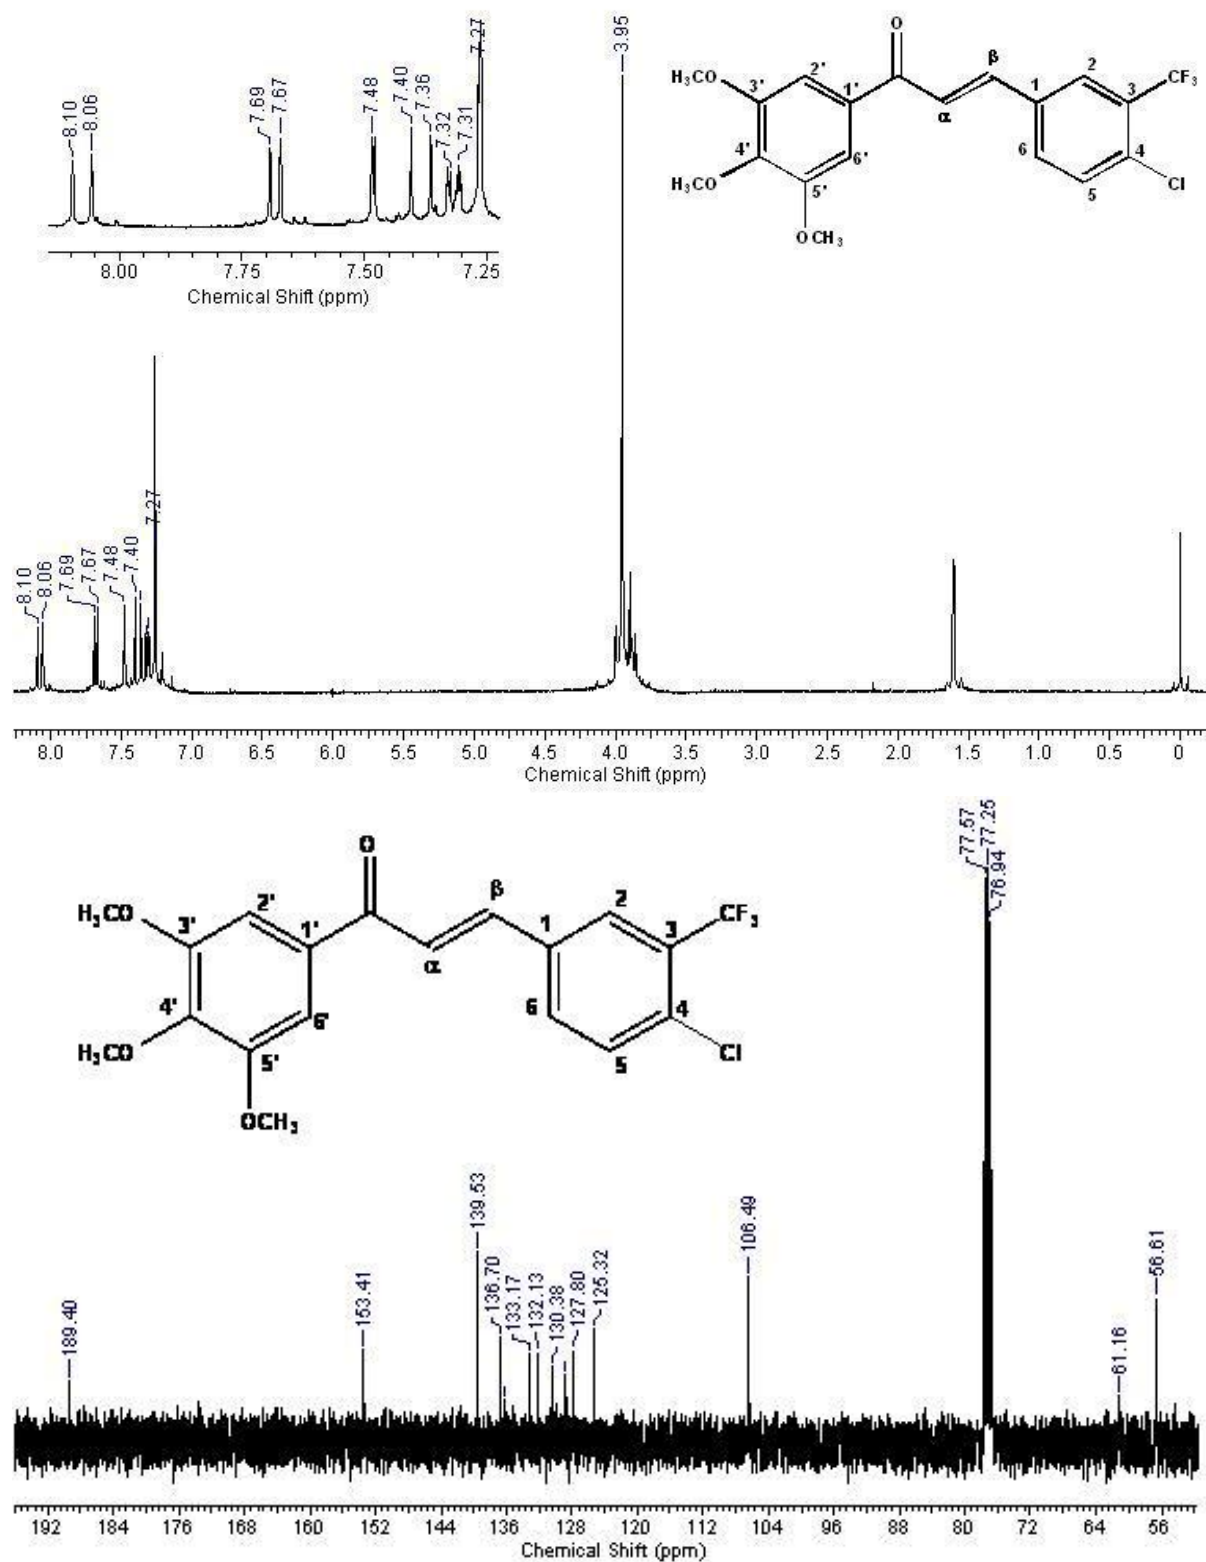 8.10
8.06
7.69
7.67
7.48
7.40
7.36
7.32
7.31
7.27
8.00 7.75 7.50 7.25
Chemical Shift (ppm)
3.95
O
H₃CO
3'
2'
1'
α
β
1
2
3
CF₃
4'
6'
6
4
H₃CO
5'
5
Cl
OCH₃
8.10
8.06
7.69
7.67
7.48
7.40
7.27
8.0 7.5 7.0 6.5 6.0 5.5 5.0 4.5 4.0 3.5 3.0 2.5 2.0 1.5 1.0 0.5 0
Chemical Shift (ppm)
O
H₃CO
3'
2'
1'
α
β
1
2
3
CF₃
4'
6'
6
4
H₃CO
5'
5
Cl
OCH₃
189.40
153.41
139.53
136.70
133.17
132.13
130.38
127.80
125.32
106.49
77.57
77.25
76.94
61.16
56.61
192 184 176 168 160 152 144 136 128 120 112 104 96 88 80 72 64 56
Chemical Shift (ppm)